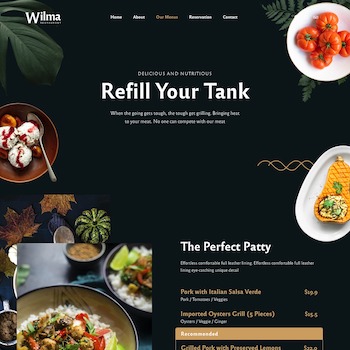 Wilma
RESTAURANT
Home About Our Menus Reservation Contact
DELICIOUS AND NUTRITIOUS
Refill Your Tank
When the going gets tough, the tough get grilling. Bringing heat
to your meat. No one can compete with our meat
The Perfect Patty
Effortless comfortable full leather lining. Effortless comfortable full leather
lining eye-catching unique detail
Pork with Italian Salsa Verde $19.9
Pork / Tomatoes / Veggies
Imported Oysters Grill (5 Pieces) $15.5
Oysters / Veggie / Ginger
Recommended
Grilled Pork with Preserved Lemons $22.9